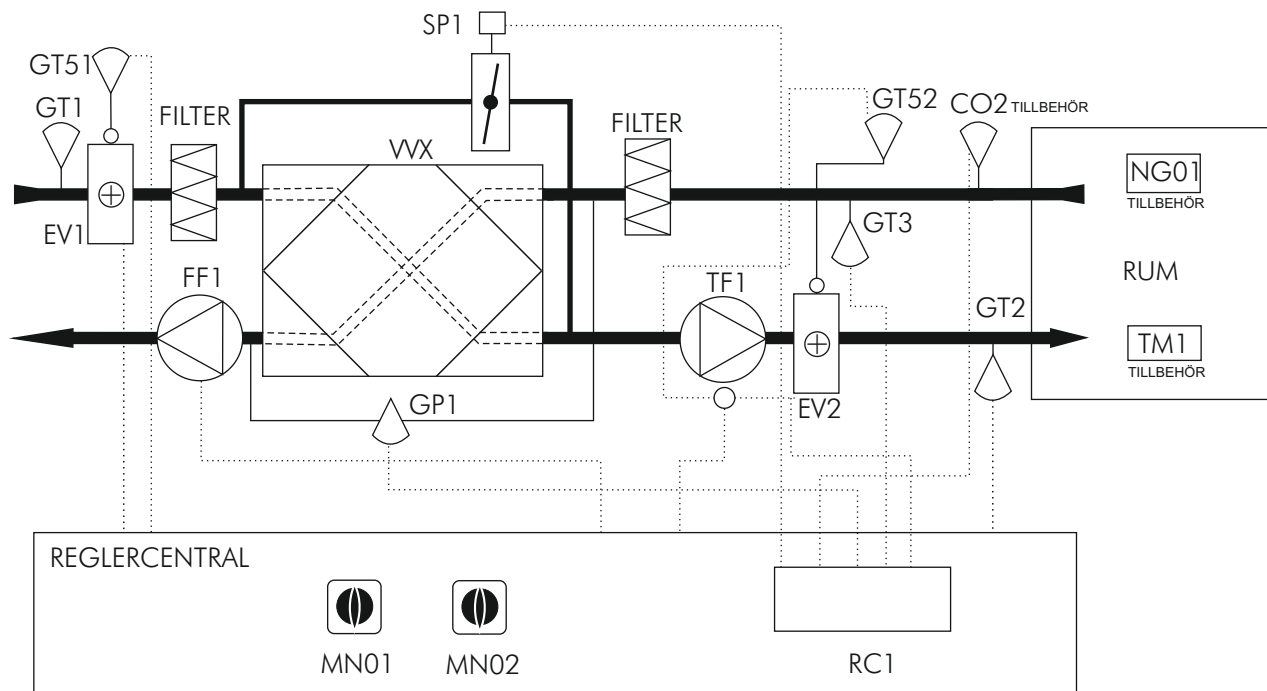 SP1
GT51
GT1
FILTER
VVX
FILTER
GT52
CO2 TILLBEHÖR
NG01
TILLBEHÖR
EV1
GT3
FF1
TF1
RUM
GT2
TM1
TILLBEHÖR
GP1
EV2
REGLERCENTRAL
MN01
MN02
RC1